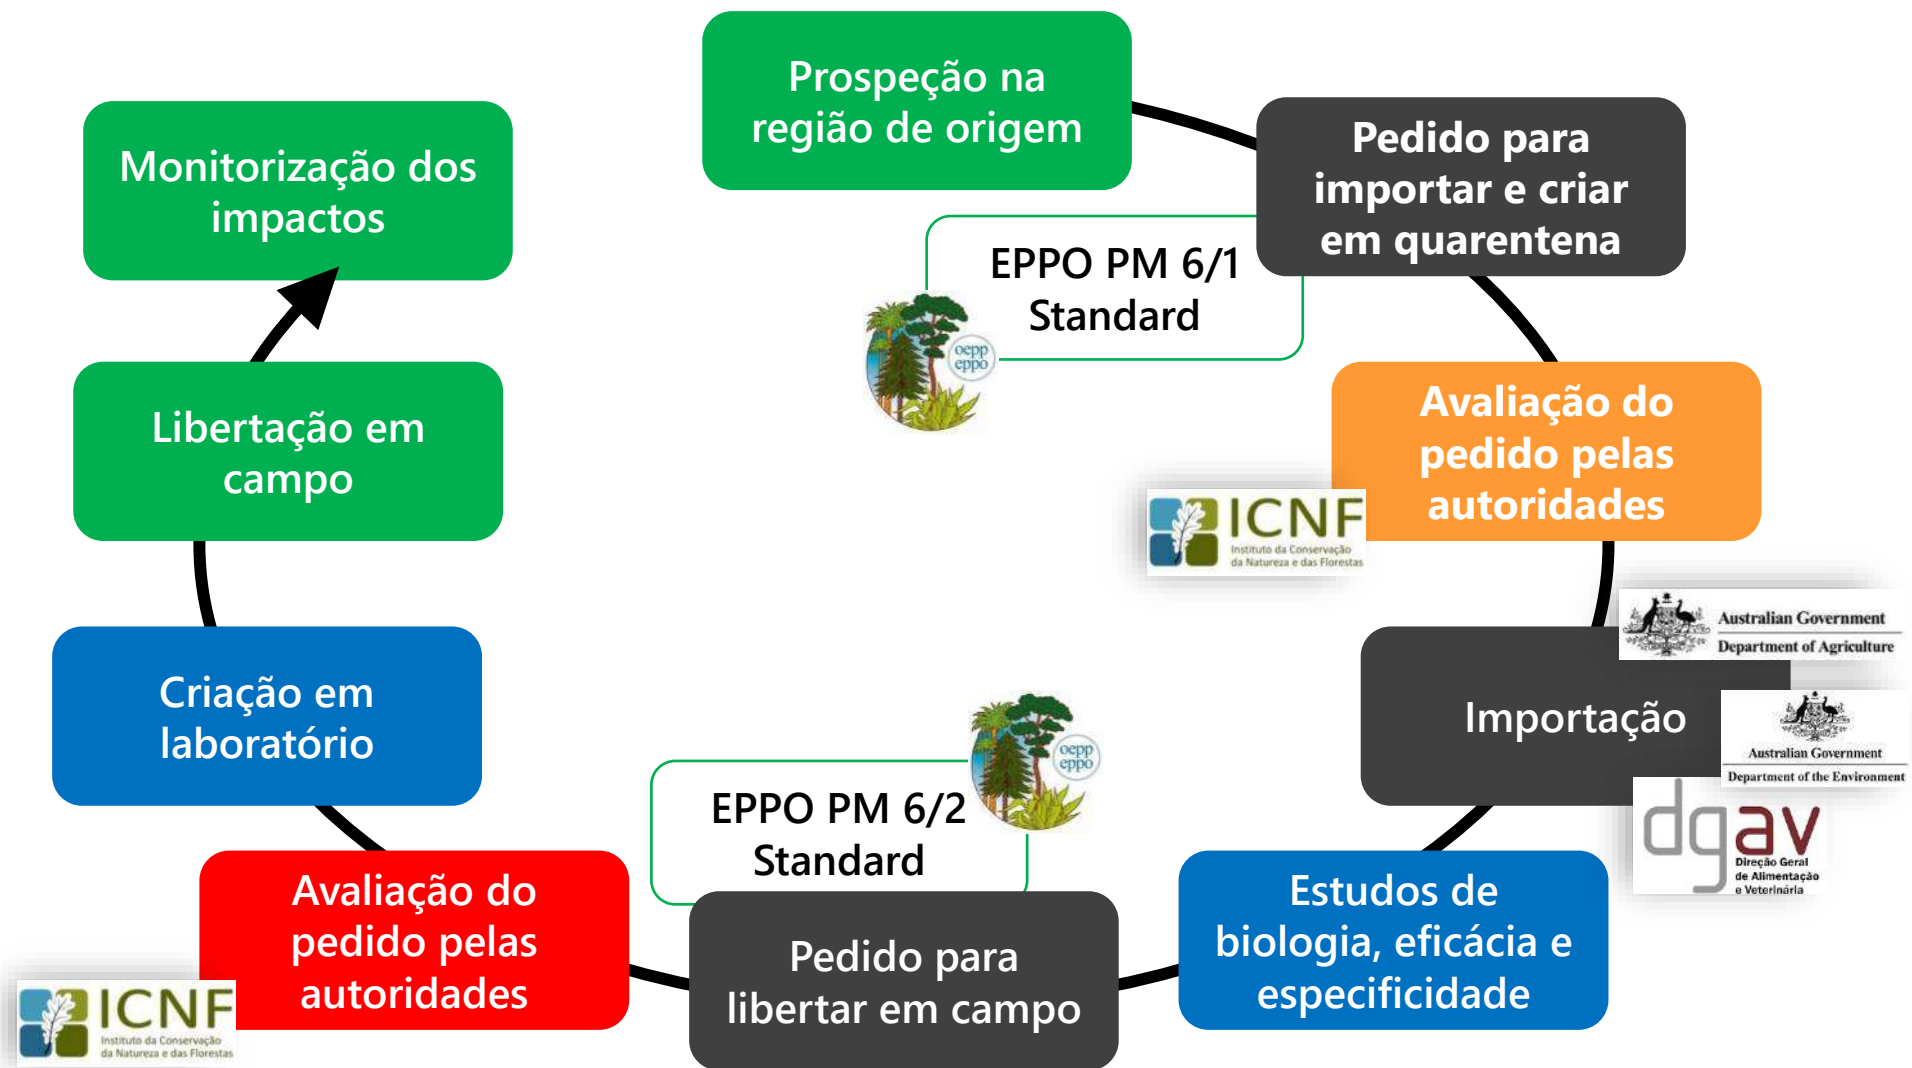 Prospeção na
região de origem
Pedido para
importar e criar
em quarentena
EPPO PM 6/1
Standard
oepp
eppo
Avaliação do
pedido pelas
autoridades
ICNF
Instituto da Conservação
da Natureza e das Florestas
Importação
Australian Government
Department of Agriculture
Australian Government
Department of the Environment
dgav
Direção Geral
de Alimentação
e Veterinária
Estudos de
biologia, eficácia e
especificidade
Pedido para
libertar em campo
EPPO PM 6/2
Standard
oepp
eppo
Avaliação do
pedido pelas
autoridades
ICNF
Instituto da Conservação
da Natureza e das Florestas
Criação em
laboratório
Libertação em
campo
Monitorização dos
impactos